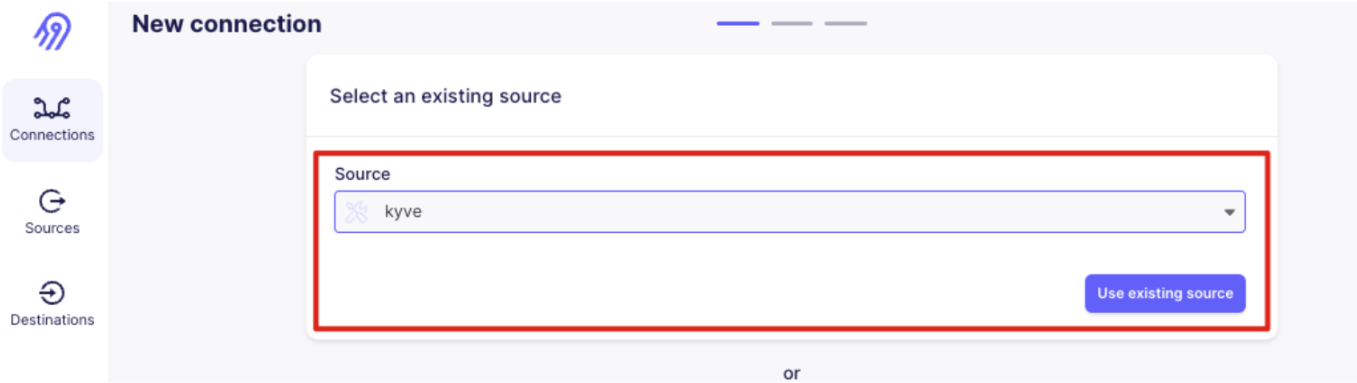 New connection
Connections
Sources
Destinations
Select an existing source
Source
kyve
Use existing source
or